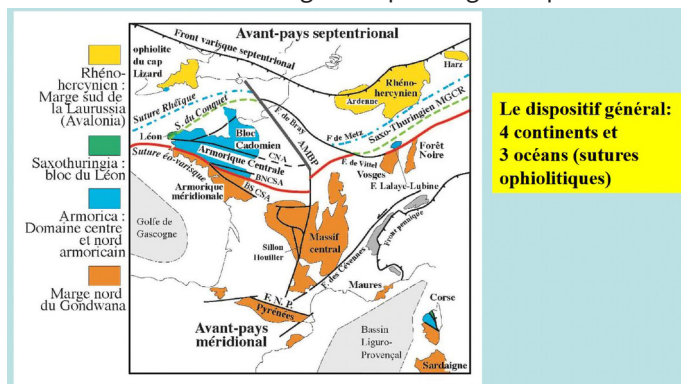 Avant-pays septentrional
Front varisque septentrional
ophiolite
du cap
Lizard
Harz
Rhéno-
hercynien
Ardenne
Suture Rhéique
S. du Conquet
F de Bray
F de Metz
Saxo-Thuringien MGCR
Léon
Bloc
Cadomien
CNA
Armorique Centrale
AMBP
BNCSA
BS CSA
Suture éo-varisque
Armorique
méridionale
F. de Vittel
Vosges
Forêt
Noire
F. Lalaye-Lubine
Golfe de
Gascogne
Sillon
Houiller
Massif
central
F. des Cévennes
Front pennique
Maures
F. N. P.
Pyrénées
Avant-pays
méridional
Bassin
Liguro-
Provençal
Corse
Sardaigne
Rhéno-
hercynien :
Marge sud de
la Laurussia
(Avalonia)
Saxothuringia :
bloc du Léon
Armorica :
Domaine centre
et nord
armoricain
Marge nord
du Gondwana
Le dispositif général:
4 continents et
3 océans (sutures
ophiolitiques)